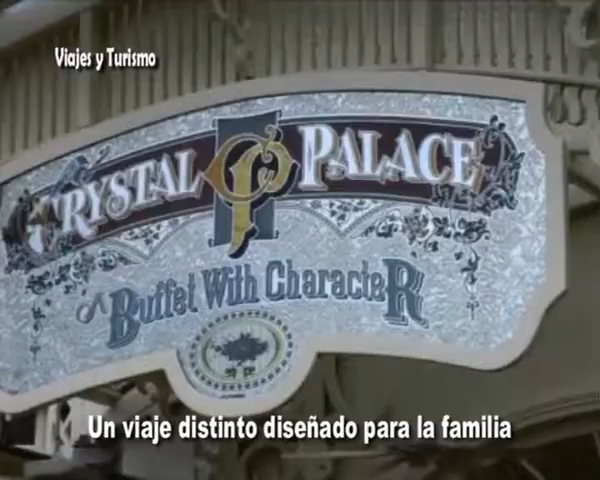 Viajes y Turismo
CRYSTAL CP PALACE
A Buffet With Character
Un viaje distinto diseñado para la familia